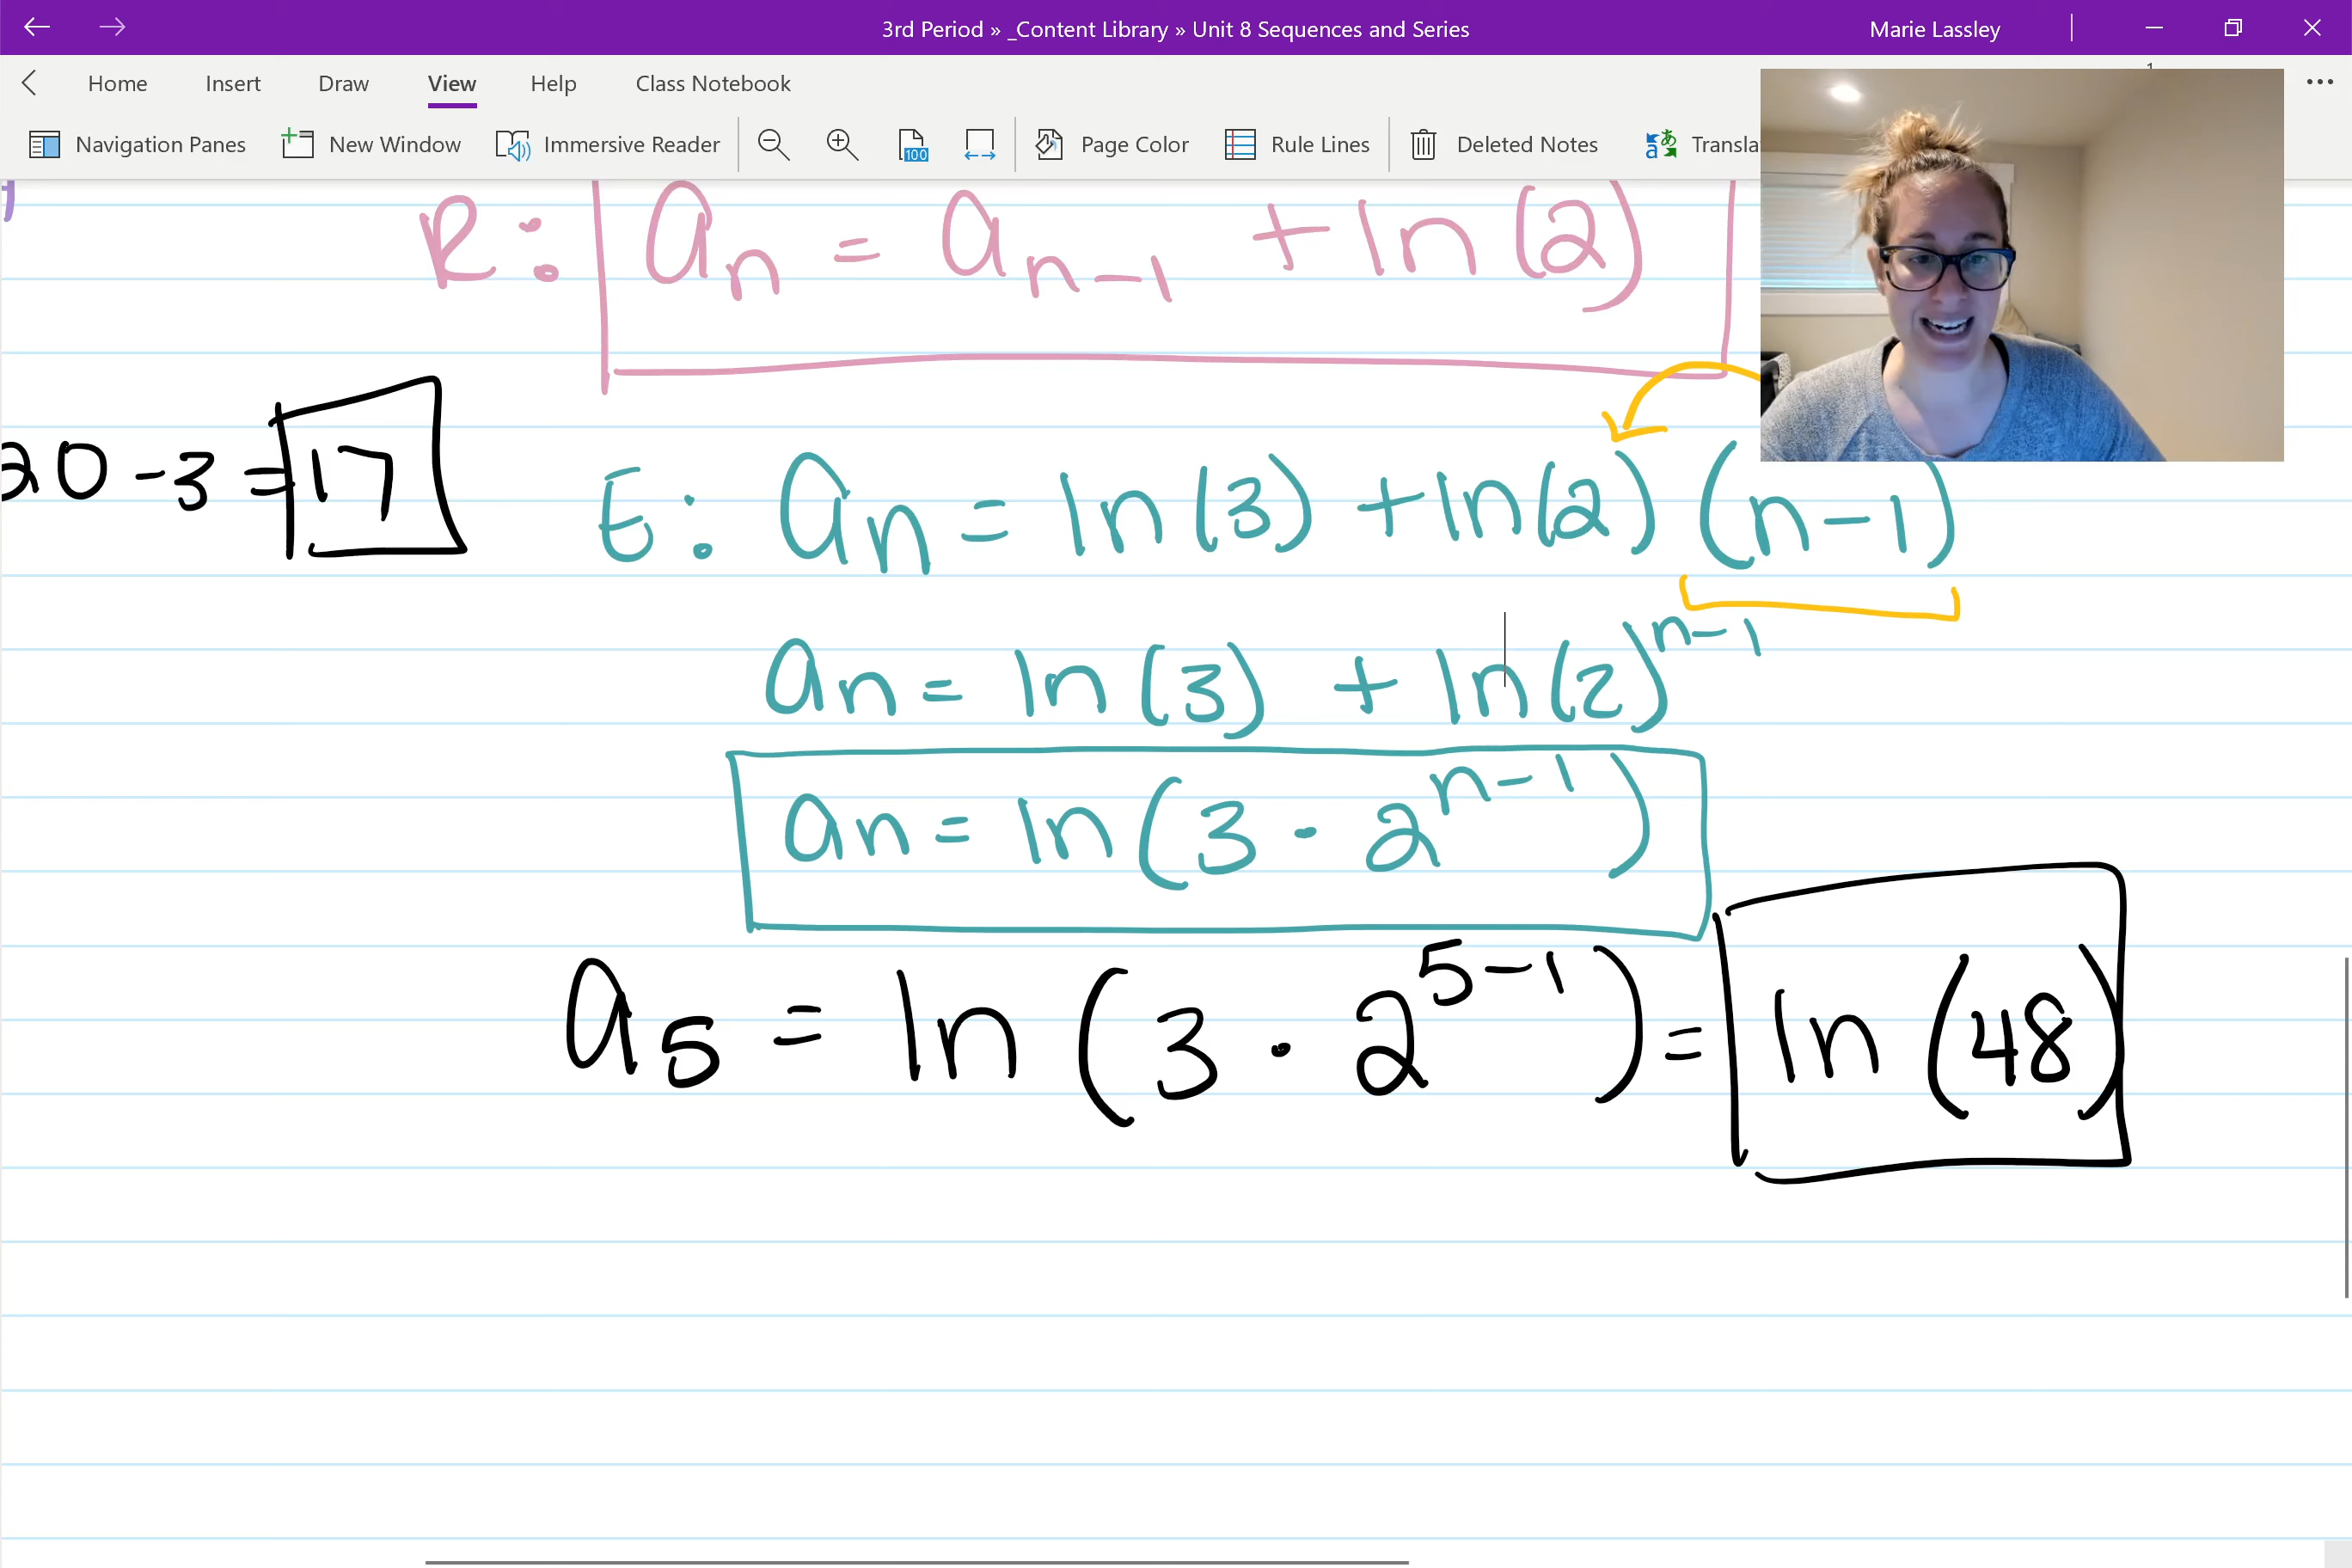 3rd Period » _Content Library » Unit 8 Sequences and Series
Marie Lassley
Home Insert Draw View Help Class Notebook
Navigation Panes New Window Immersive Reader 100 Page Color Rule Lines Deleted Notes
R: aₙ = aₙ₋₁ + ln(2)
20 - 3 = 17
E: aₙ = ln(3) + ln(2)(n-1)
aₙ = ln(3) + ln(2)ⁿ⁻¹
aₙ = ln(3 · 2ⁿ⁻¹)
a₅ = ln(3 · 2⁵⁻¹) = ln(48)